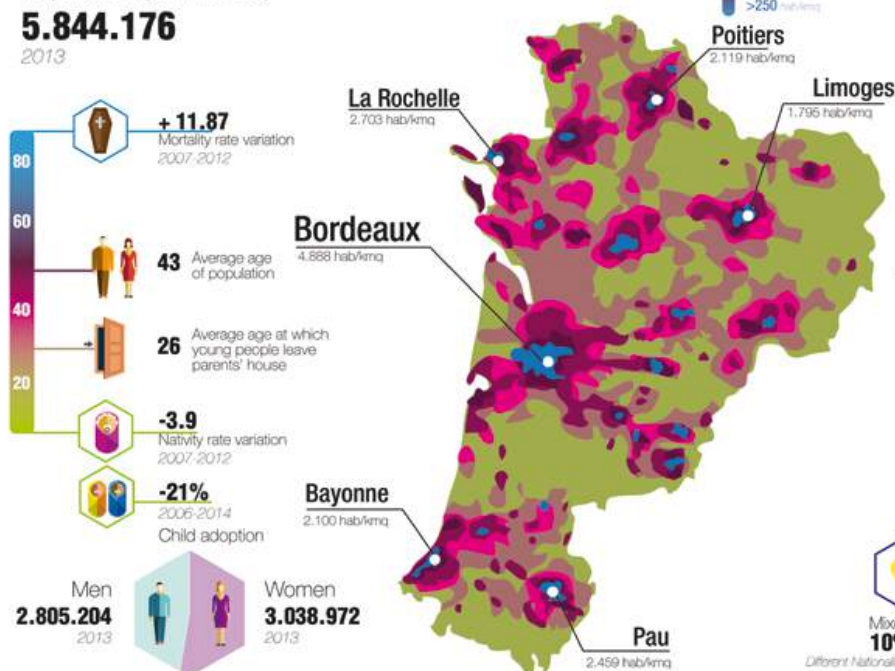 5.844.176
2013
>250 hab/kmq
Poitiers
2.119 hab/kmq
Limoges
1.795 hab/kmq
La Rochelle
2.703 hab/kmq
Bordeaux
4.888 hab/kmq
80
60
40
20
+ 11.87
Mortality rate variation
2007-2012
43
Average age
of population
26
Average age at which
young people leave
parents' house
-3.9
Nativity rate variation
2007-2012
-21%
2006-2014
Child adoption
Bayonne
2.100 hab/kmq
Men
2.805.204
2013
Women
3.038.972
2013
Pau
2.459 hab/kmq
Different